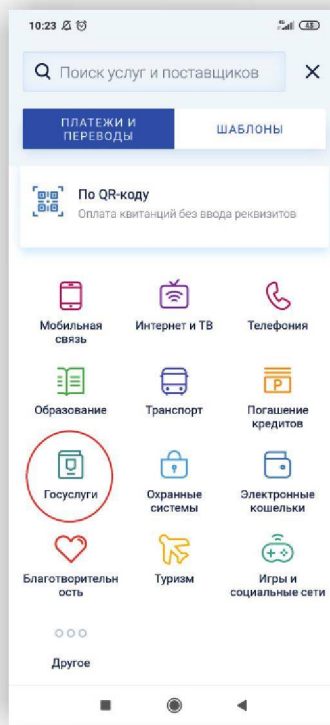 10:23
48
Поиск услуг и поставщиков
ПЛАТЕЖИ И
ПЕРЕВОДЫ
ШАБЛОНЫ
По QR-коду
Оплата квитанций без ввода реквизитов
Мобильная
связь
Интернет и ТВ
Телефония
Образование
Транспорт
Погашение
кредитов
Госуслуги
Охранные
системы
Электронные
кошельки
Благотворительн
ость
Туризм
Игры и
социальные сети
Другое